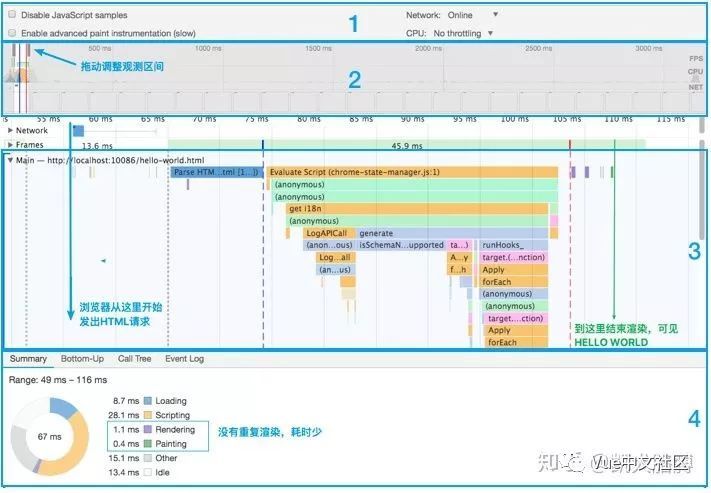 Disable JavaScript samples
Network: Online
1
Enable advanced paint instrumentation (slow)
CPU: No throttling
500 ms
1000 ms
1500 ms
2000 ms
2500 ms
3000 ms
拖动调整观测区间
2
FPS
CPU
NET
55 ms
60 ms
65 ms
70 ms
75 ms
80 ms
85 ms
90 ms
95 ms
100 ms
105 ms
110 ms
115 ms
Network
Frames
13.6 ms
45.9 ms
Main — http://localhost:10086/hello-world.html
Parse HTM...tml [1...])
Evaluate Script (chrome-state-manager.js:1)
(anonymous)
(anonymous)
get i18n
(anonymous)
LogAPICall
generate
(anon...ous)
isSchemaN...upported
ta...)
runHooks_
Log...all
A...y
target.(...nction)
(an...us)
f...h
Apply
forEach
(anonymous)
(anonymous)
target....ction)
Apply
forEach
3
浏览器从这里开始
发出HTML请求
到这里结束渲染，可见
HELLO WORLD
Summary
Bottom-Up
Call Tree
Event Log
Range: 49 ms – 116 ms
67 ms
8.7 ms Loading
28.1 ms Scripting
1.1 ms Rendering
0.4 ms Painting
15.1 ms Other
13.4 ms Idle
没有重复渲染，耗时少
4
Vue中文社区